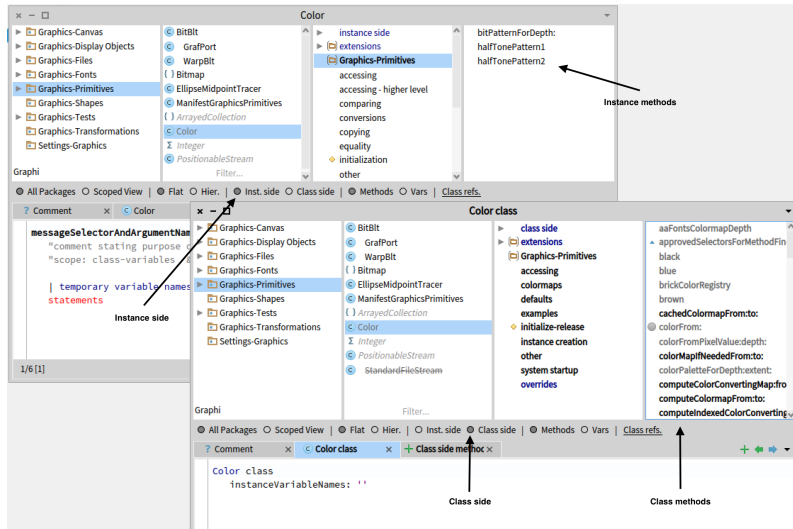 Color
Graphics-Canvas
Graphics-Display Objects
Graphics-Files
Graphics-Fonts
Graphics-Primitives
Graphics-Shapes
Graphics-Tests
Graphics-Transformations
Settings-Graphics
Graphi
BitBlt
GrafPort
WarpBlt
Bitmap
EllipseMidpointTracer
ManifestGraphicsPrimitives
ArrayedCollection
Color
Integer
PositionableStream
Filter...
instance side
extensions
Graphics-Primitives
accessing
accessing - higher level
comparing
conversions
copying
equality
initialization
other
bitPatternForDepth:
halfTonePattern1
halfTonePattern2
Instance methods
All Packages Scoped View | Flat Hier. | Inst. side Class side | Methods Vars | Class refs.
? Comment × Color
messageSelectorAndArgumentNam
"comment stating purpose
"scope: class-variables &
| temporary variable names
statements
Instance side
1/6 [1]
Color class
Graphics-Canvas
Graphics-Display Objects
Graphics-Files
Graphics-Fonts
Graphics-Primitives
Graphics-Shapes
Graphics-Tests
Graphics-Transformations
Settings-Graphics
Graphi
BitBlt
GrafPort
WarpBlt
Bitmap
EllipseMidpointTracer
ManifestGraphicsPrimitives
ArrayedCollection
Color
Integer
PositionableStream
StandardFileStream
Filter...
class side
extensions
Graphics-Primitives
accessing
colormaps
defaults
examples
initialize-release
instance creation
other
system startup
overrides
aaFontsColormapDepth
approvedSelectorsForMethodFin
black
blue
brickColorRegistry
brown
cachedColormapFrom:to:
colorFrom:
colorFromPixelValue:depth:
colorMapIfNeededFrom:to:
colorPaletteForDepth:extent:
computeColorConvertingMap:fro
computeColormapFrom:to:
computeIndexedColorConverting
All Packages Scoped View | Flat Hier. | Inst. side Class side | Methods Vars | Class refs.
? Comment × Color class × Class side method ×
Color class
instanceVariableNames: ''
Class side
Class methods